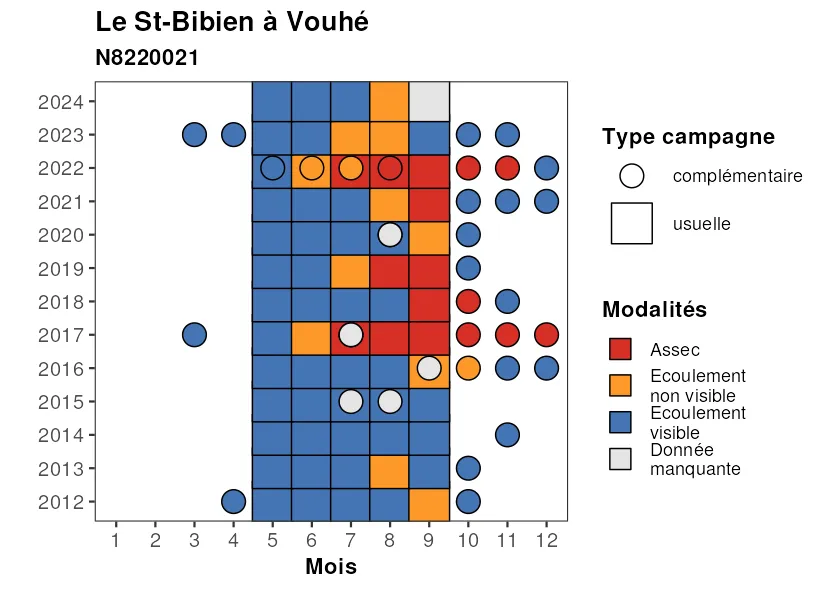 Le St-Bibien à Vouhé
N8220021
2024
2023
2022
2021
2020
2019
2018
2017
2016
2015
2014
2013
2012
1 2 3 4 5 6 7 8 9 10 11 12
Mois
Type campagne
complémentaire
usuelle
Modalités
Assec
Ecoulement
non visible
Ecoulement
visible
Donnée
manquante